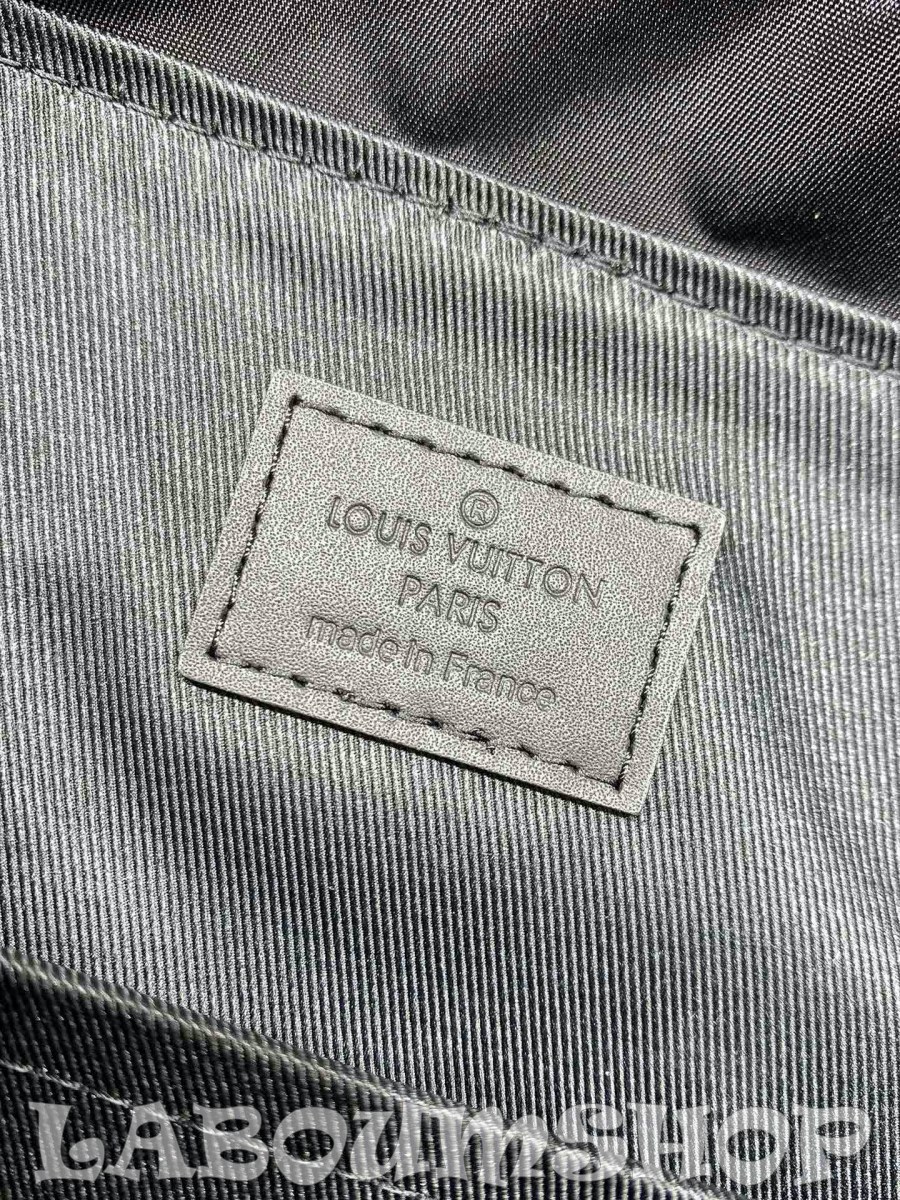 ®
LOUIS VUITTON
PARIS
made in France
LABOUMSHOP